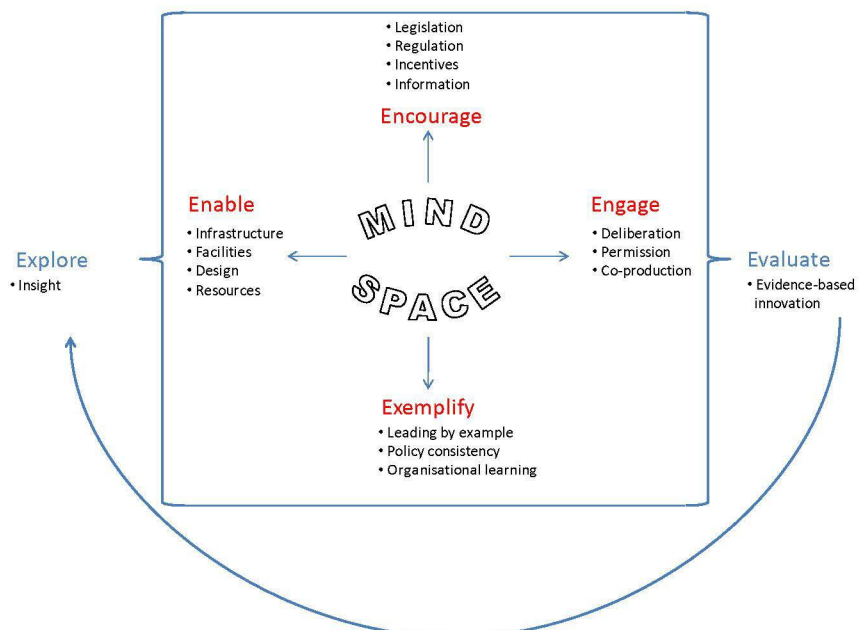 • Legislation
• Regulation
• Incentives
• Information
Encourage
Enable
• Infrastructure
• Facilities
• Design
• Resources
MIND
SPACE
Engage
• Deliberation
• Permission
• Co-production
Explore
• Insight
Evaluate
• Evidence-based
innovation
Exemplify
• Leading by example
• Policy consistency
• Organisational learning